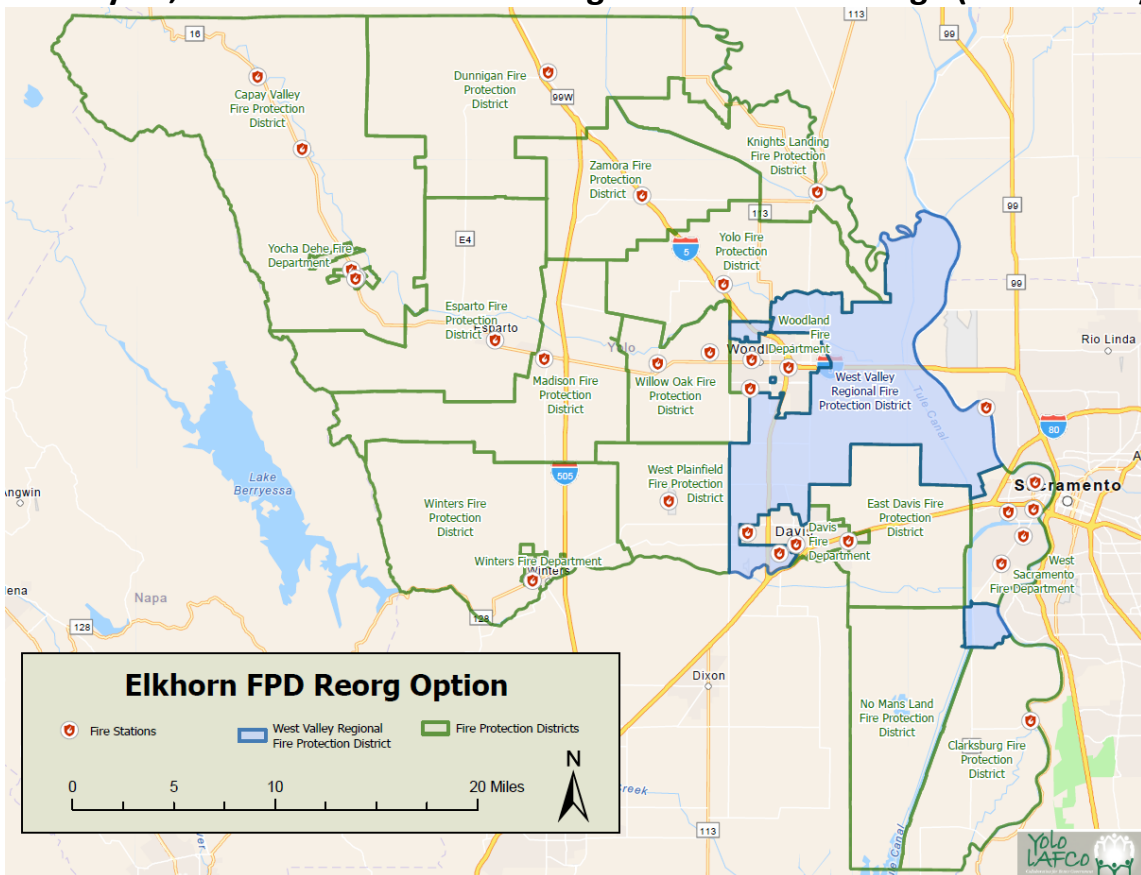 16
113
99
Capay Valley
Fire Protection
District
Dunnigan Fire
Protection
District
99W
Knights Landing
Fire Protection
District
Zamora Fire
Protection
District
113
99
E4
5
Yolo Fire
Protection
District
Yocha Dehe Fire
Department
99
Esparto Fire
Protection
District
Esparto
Yolo
Woodland
Fire
Department
Rio Linda
Madison Fire
Protection
District
Willow Oak Fire
Protection
District
West Valley
Regional Fire
Protection District
Tule Canal
80
Lake
Berryessa
505
West Plainfield
Fire Protection
District
Sacramento
Angwin
Winters Fire
Protection
District
East Davis Fire
Protection
District
Davis
Davis
Fire
Department
Winters Fire Department
Winters
West
Sacramento
Fire Department
Napa
128
128
Elkhorn FPD Reorg Option
Fire Stations
West Valley Regional
Fire Protection District
Fire Protection Districts
N
0 5 10 20 Miles
Dixon
No Mans Land
Fire Protection
District
Clarksburg Fire
Protection
District
113
Yolo
LAFCO